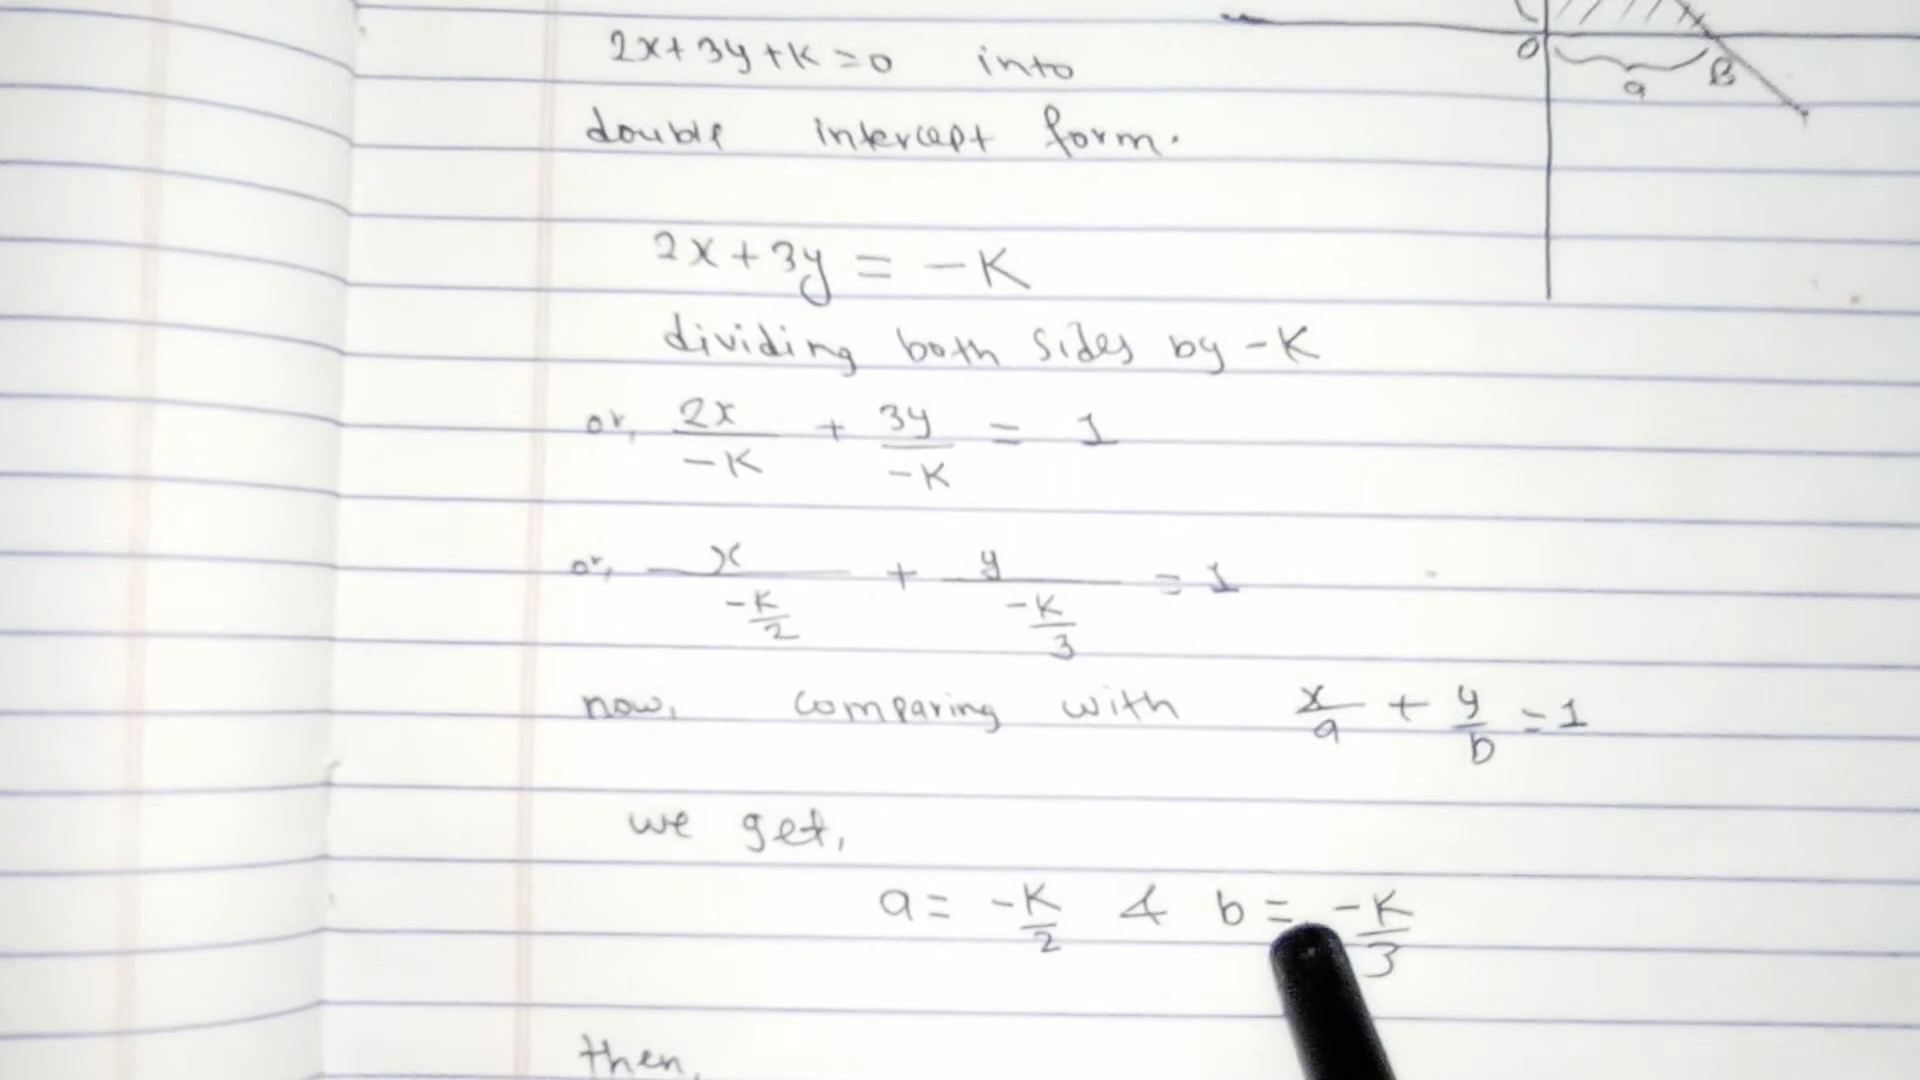 2x+3y+K=0 into
O
a
B
double intercept form.
2x+3y = -K
dividing both sides by -K
or, 2x/-K + 3y/-K = 1
or, x/(-K/2) + y/(-K/3) = 1
now, comparing with x/a + y/b = 1
we get,
a = -K/2 & b = -K/3
then,